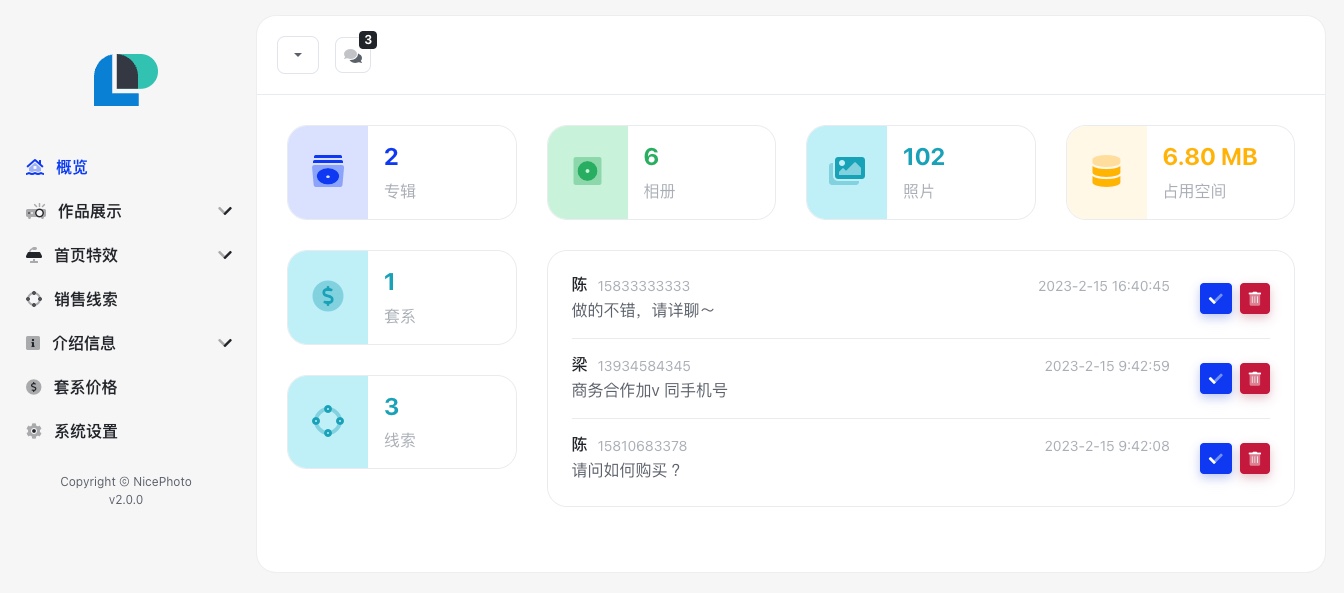 概览
作品展示
首页特效
销售线索
介绍信息
套系价格
系统设置
Copyright © NicePhoto
v2.0.0
3
2
专辑
6
相册
102
照片
6.80 MB
占用空间
1
套系
3
线索
陈 15833333333 2023-2-15 16:40:45
做的不错，请详聊～
梁 13934584345 2023-2-15 9:42:59
商务合作加v 同手机号
陈 15810683378 2023-2-15 9:42:08
请问如何购买？